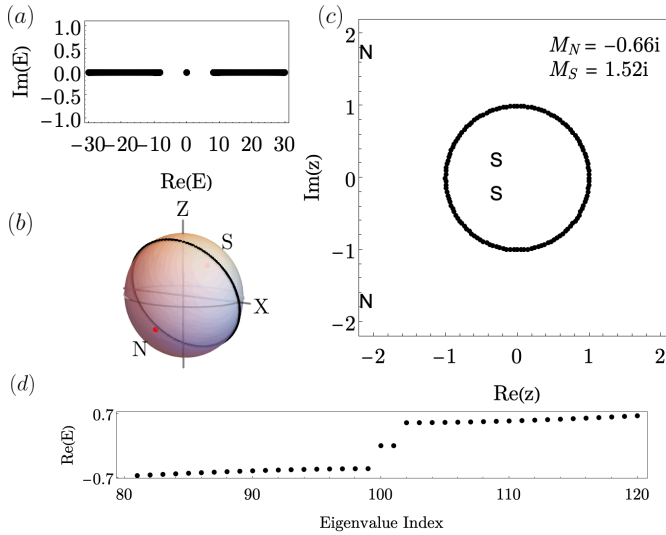 (a)
1.0
0.5
0.0
−0.5
−1.0
Im(E)
−30−20−10 0 10 20 30
Re(E)
(b)
Z
S
X
N
(c)
M_N = −0.66i
M_S = 1.52i
2
1
0
−1
−2
Im(z)
N
S
S
N
−2 −1 0 1 2
Re(z)
(d)
0.7
−0.7
Re(E)
80 90 100 110 120
Eigenvalue Index